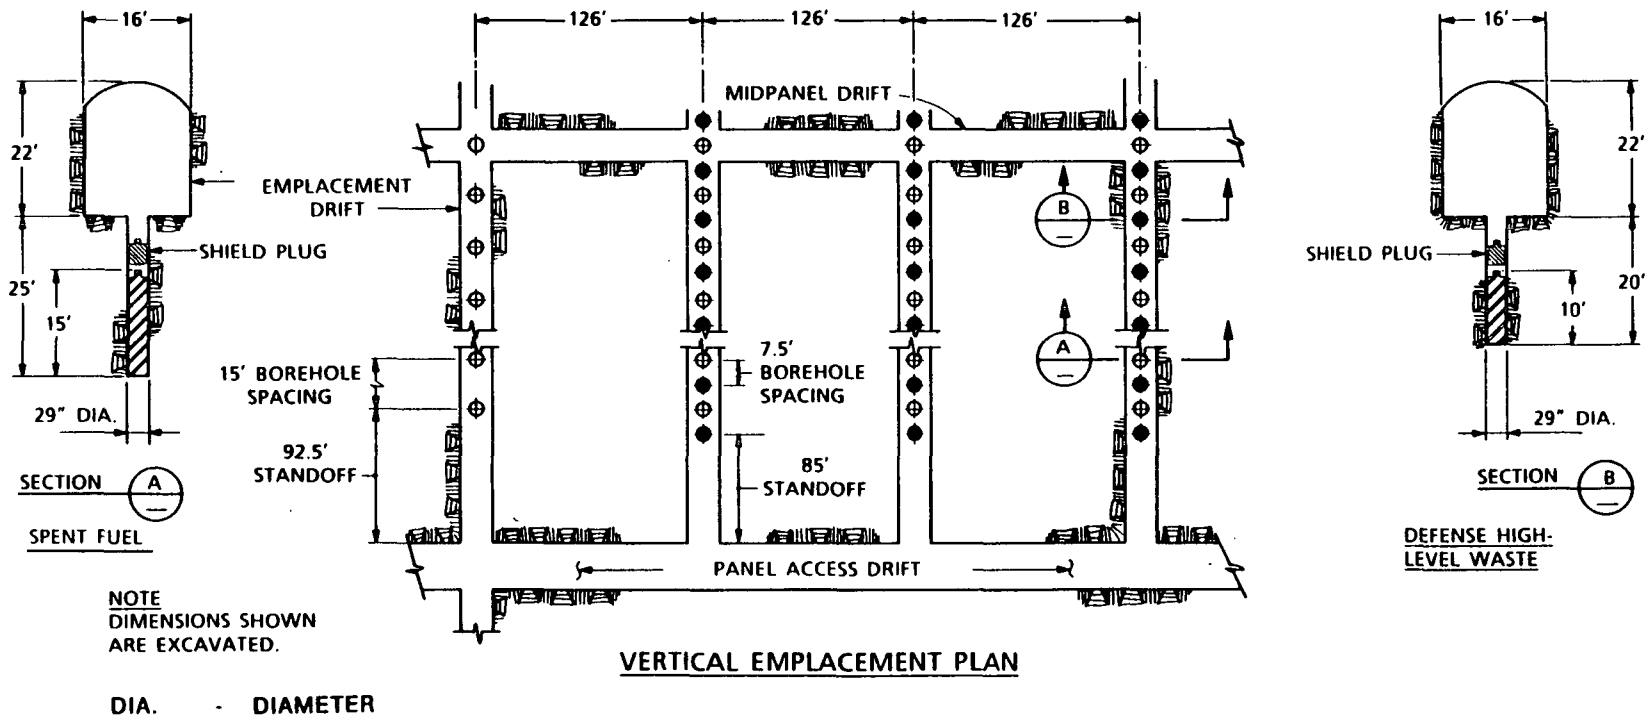 16'
126'
126'
126'
16'
MIDPANEL DRIFT
22'
EMPLACEMENT
DRIFT
B
22'
SHIELD PLUG
SHIELD PLUG
25'
15'
20'
10'
15' BOREHOLE
SPACING
7.5'
BOREHOLE
SPACING
A
29" DIA.
29" DIA.
92.5'
STANDOFF
85'
STANDOFF
SECTION A
SECTION B
SPENT FUEL
DEFENSE HIGH-
LEVEL WASTE
PANEL ACCESS DRIFT
NOTE
DIMENSIONS SHOWN
ARE EXCAVATED.
VERTICAL EMPLACEMENT PLAN
DIA. - DIAMETER